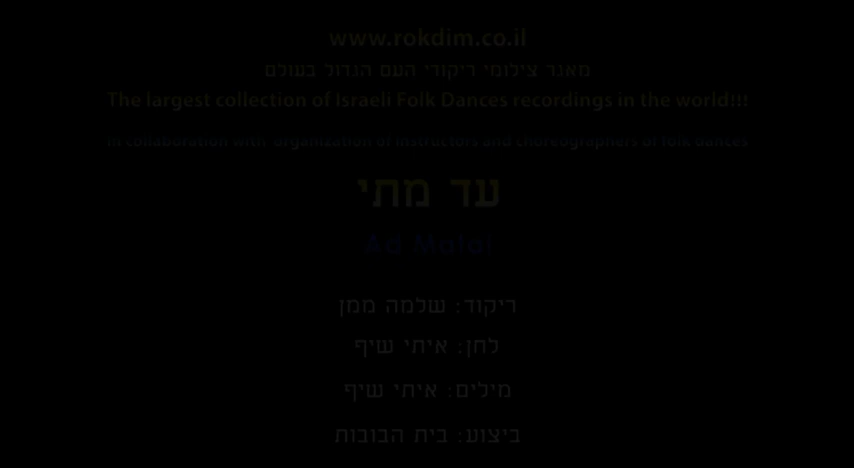 www.rokdim.co.il
מאגר צילומי ריקודי העם הגדול בעולם
The largest collection of Israeli Folk Dances recordings in the world!!!
In collaboration with organization of instructors and choreographers of folk dances
עד מתי
Ad Matai
ריקוד: שלמה ממן
לחן: איתי שיף
מילים: איתי שיף
ביצוע: בית הבובות